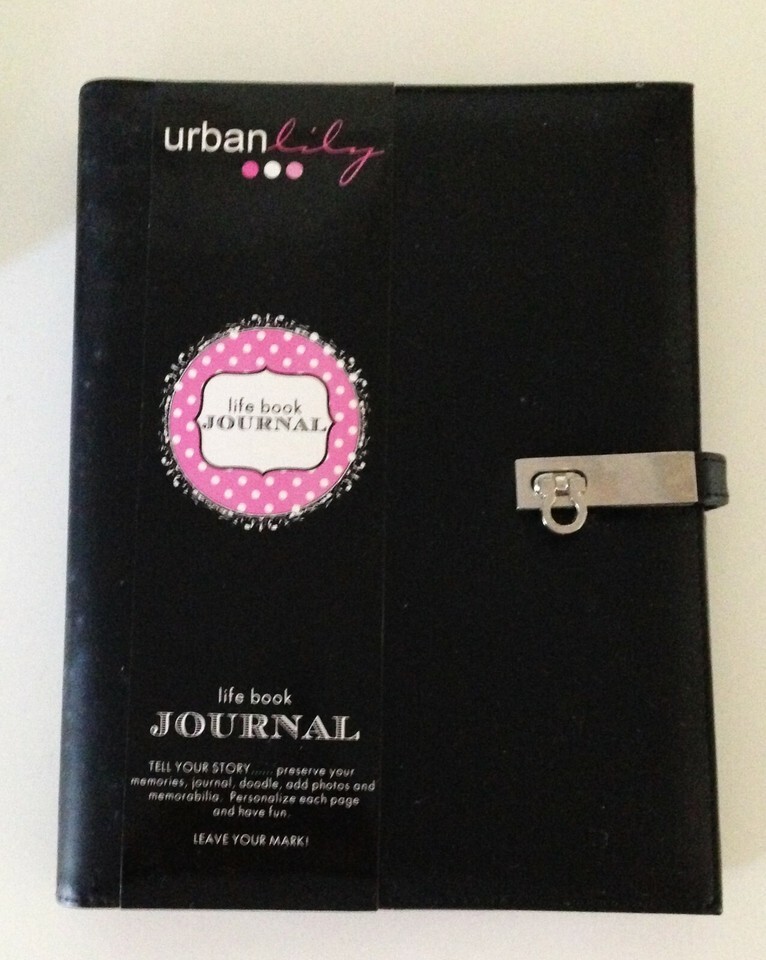 urbanlily
life book
JOURNAL
life book
JOURNAL
TELL YOUR STORY...... preserve your
memories, journal, doodle, add photos and
memorabilia. Personalize each page
and have fun.
LEAVE YOUR MARK!